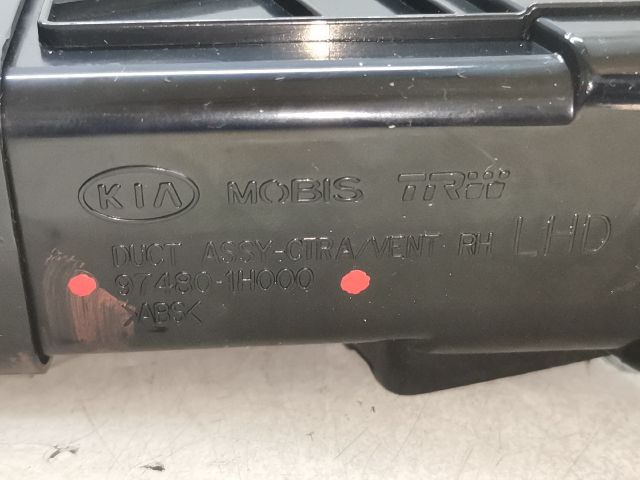 KIA MOBIS TRW
DUCT ASSY-CTR A/VENT RH LHD
97480-1H000
>ABS<